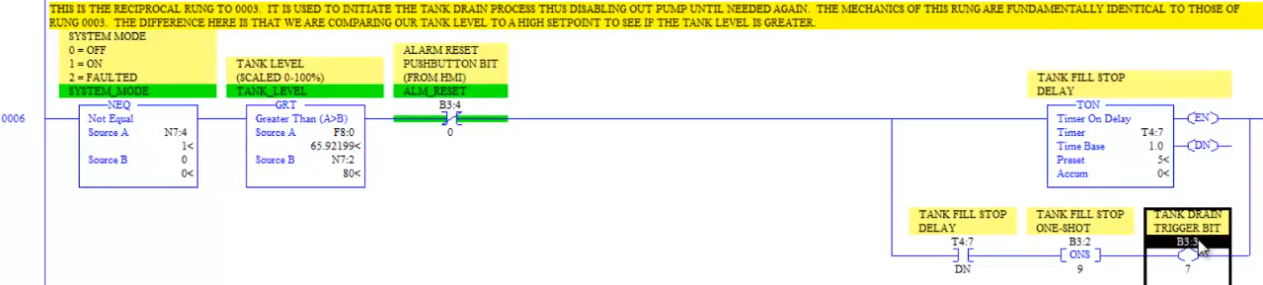 THIS IS THE RECIPROCAL RUNG TO 0003. IT IS USED TO INITIATE THE TANK DRAIN PROCESS THUS DISABLING OUT PUMP UNTIL NEEDED AGAIN. THE MECHANICS OF THIS RUNG ARE FUNDAMENTALLY IDENTICAL TO THOSE OF
RUNG 0003. THE DIFFERENCE HERE IS THAT WE ARE COMPARING OUR TANK LEVEL TO A HIGH SETPOINT TO SEE IF THE TANK LEVEL IS GREATER.
SYSTEM MODE
0 = OFF
1 = ON
2 = FAULTED
SYSTEM_MODE
NEQ
Not Equal
Source A N7:4
1<
Source B 0
0<
TANK LEVEL
(SCALED 0-100%)
TANK_LEVEL
GRT
Greater Than (A>B)
Source A F8:0
65.92199<
Source B N7:2
80<
ALARM RESET
PUSHBUTTON BIT
(FROM HMI)
ALM_RESET
B3:4
0
0006
TANK FILL STOP
DELAY
TON
Timer On Delay
Timer T4:7
Time Base 1.0
Preset 5<
Accum 0<
EN
DN
TANK FILL STOP
DELAY
T4:7
DN
TANK FILL STOP
ONE-SHOT
B3:2
ONS
9
TANK DRAIN
TRIGGER BIT
B3:3
7